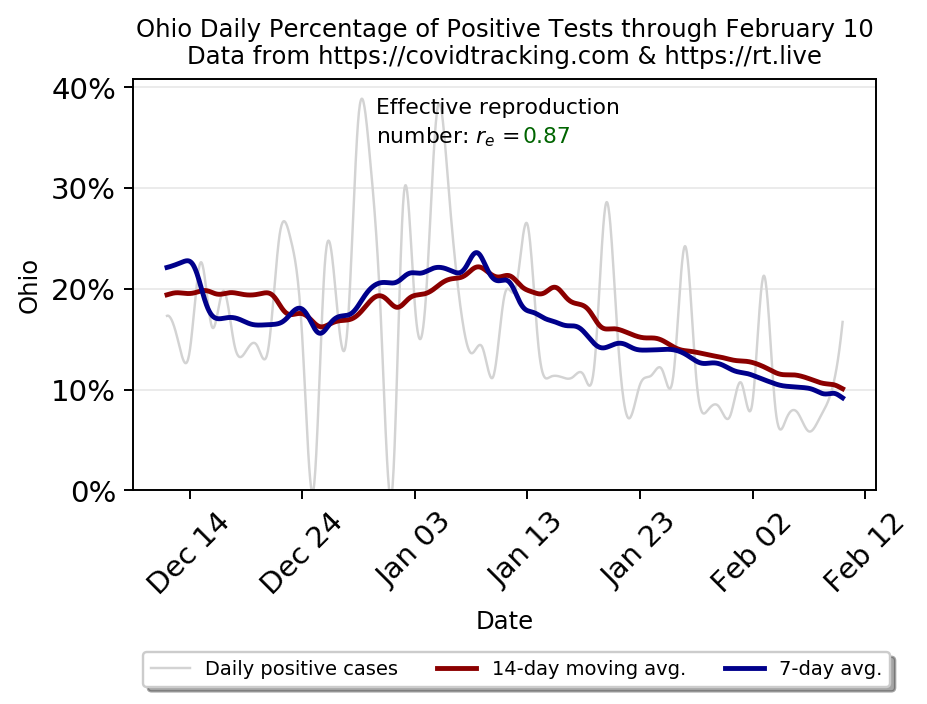 Ohio Daily Percentage of Positive Tests through February 10
Data from https://covidtracking.com & https://rt.live
40%
Effective reproduction
number: rₑ = 0.87
30%
20%
10%
0%
Ohio
Dec 14
Dec 24
Jan 03
Jan 13
Jan 23
Feb 02
Feb 12
Date
Daily positive cases
14-day moving avg.
7-day avg.